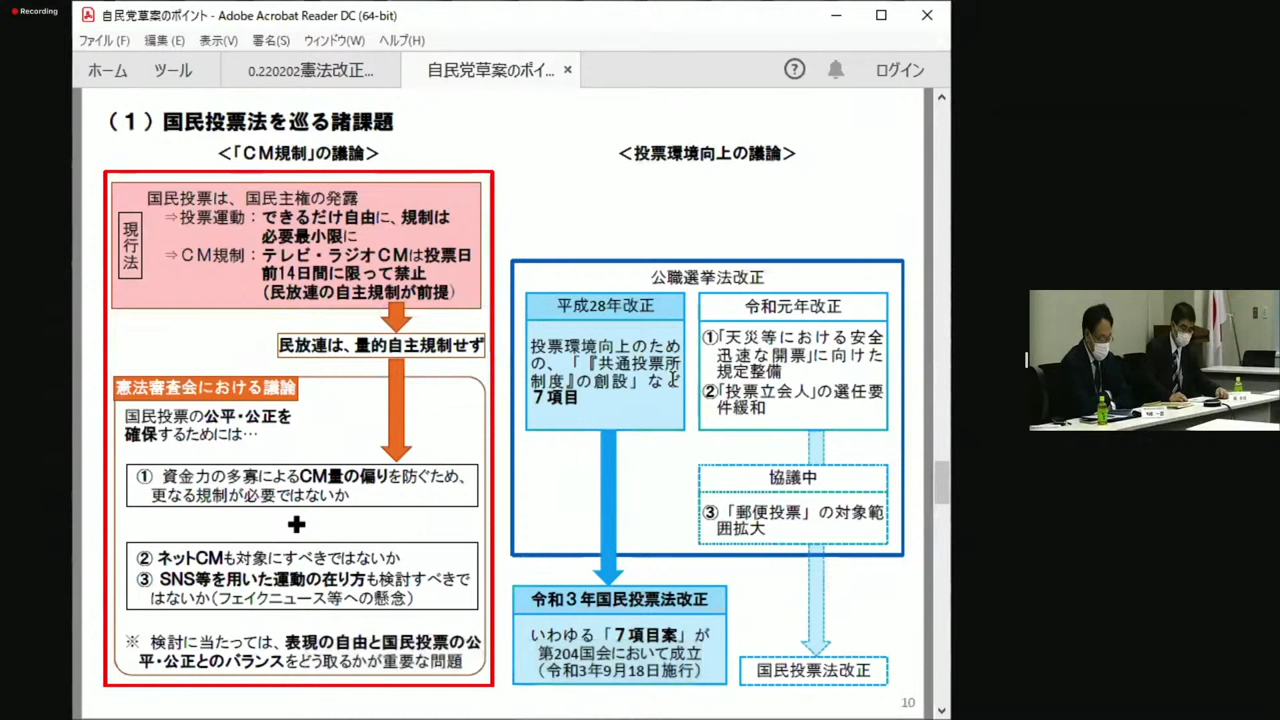 Recording
自民党草案のポイント - Adobe Acrobat Reader DC (64-bit)
ファイル(F) 編集(E) 表示(V) 署名(S) ウィンドウ(W) ヘルプ(H)
ホーム ツール 0.220202憲法改正... 自民党草案のポイ... × ? ログイン
(1)国民投票法を巡る諸課題
<「CM規制」の議論>
現行法
国民投票は、国民主権の発露
⇒投票運動:できるだけ自由に、規制は
必要最小限に
⇒CM規制:テレビ・ラジオCMは投票日
前14日間に限って禁止
(民放連の自主規制が前提)
民放連は、量的自主規制せず
憲法審査会における議論
国民投票の公平・公正を
確保するためには…
① 資金力の多寡によるCM量の偏りを防ぐため、
更なる規制が必要ではないか
+
② ネットCMも対象にすべきではないか
③ SNS等を用いた運動の在り方も検討すべきで
はないか(フェイクニュース等への懸念)
※ 検討に当たっては、表現の自由と国民投票の公
平・公正とのバランスをどう取るかが重要な問題
<投票環境向上の議論>
公職選挙法改正
平成28年改正
投票環境向上のため
の、「『共通投票所
制度』の創設」など
7項目
令和元年改正
①「天災等における安全
迅速な開票」に向けた
規定整備
②「投票立会人」の選任要
件緩和
協議中
③「郵便投票」の対象範
囲拡大
令和3年国民投票法改正
いわゆる「7項目案」が
第204国会において成立
(令和3年9月18日施行)
国民投票法改正
10